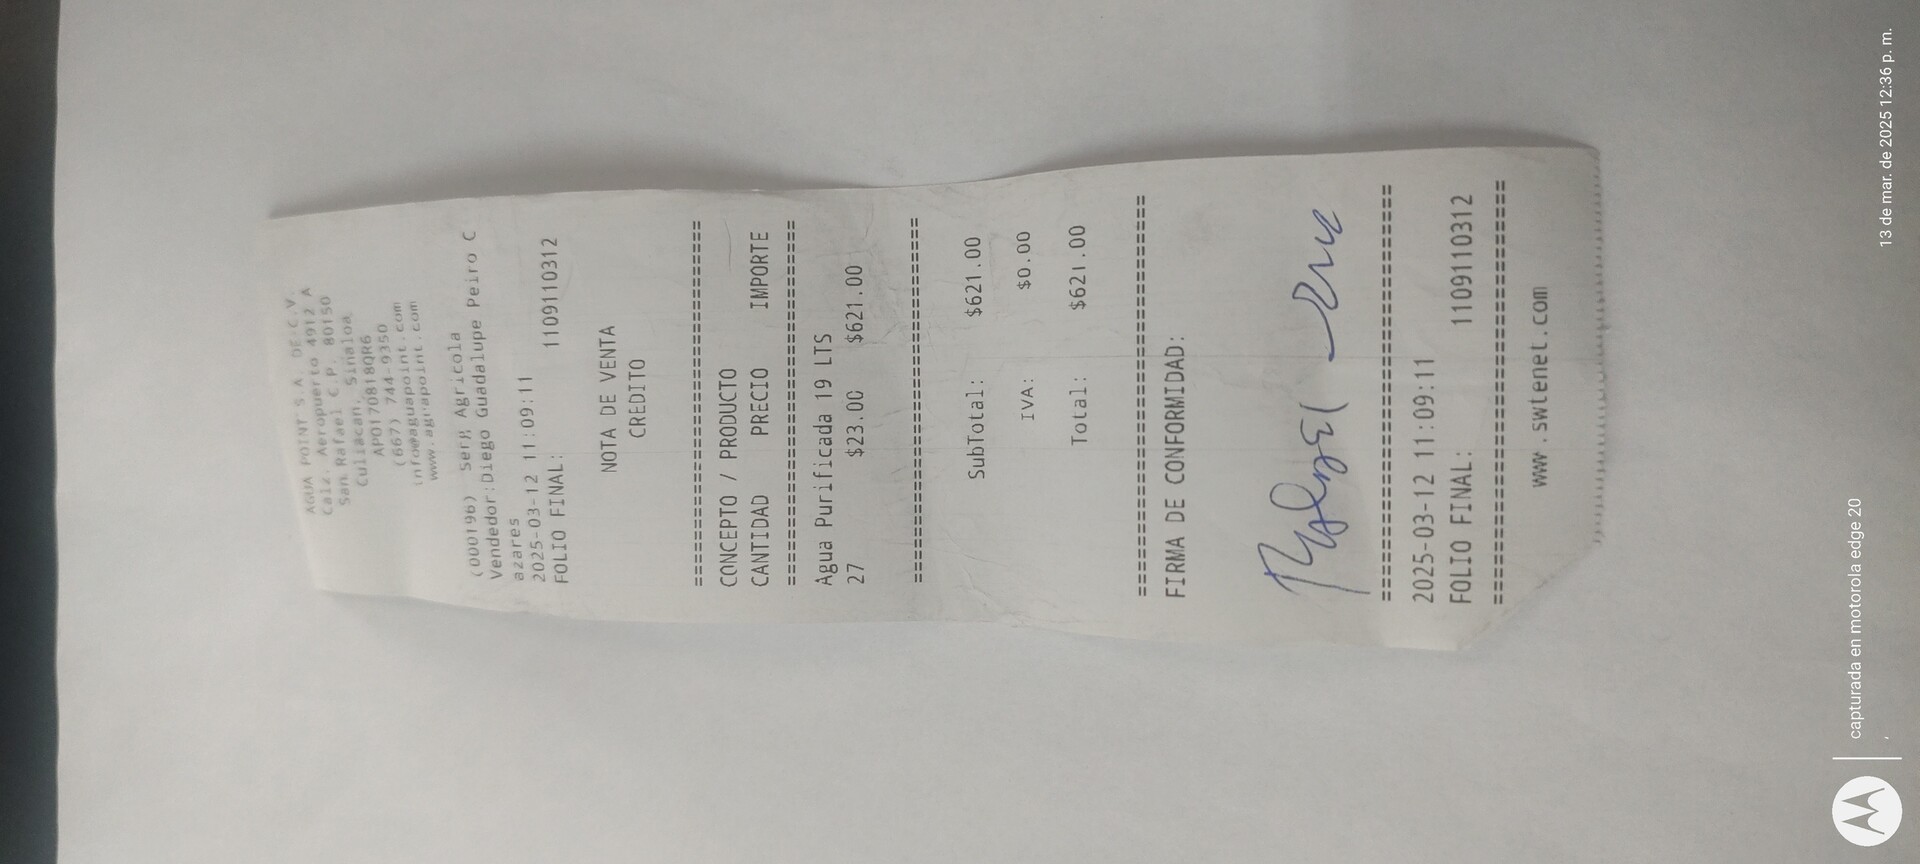 AGUA POINT S.A. DE C.V.
Calz. Aeropuerto 4912 A
San Rafael C.P. 80150
Culiacan, Sinaloa
APO170818QR6
(667) 744-9350
info@aguapoint.com
www.aguapoint.com
(000196) Serg Agricola
Vendedor:Diego Guadalupe Peiro C
azares
2025-03-12 11:09:11
FOLIO FINAL: 1109110312
NOTA DE VENTA
CREDITO
================================
CONCEPTO / PRODUCTO
CANTIDAD PRECIO IMPORTE
================================
Agua Purificada 19 LTS
27 $23.00 $621.00
================================
SubTotal: $621.00
IVA: $0.00
Total: $621.00
================================
FIRMA DE CONFORMIDAD:
================================
2025-03-12 11:09:11
FOLIO FINAL: 1109110312
================================
www.swtenet.com
capturada en motorola edge 20
13 de mar. de 2025 12:36 p. m.